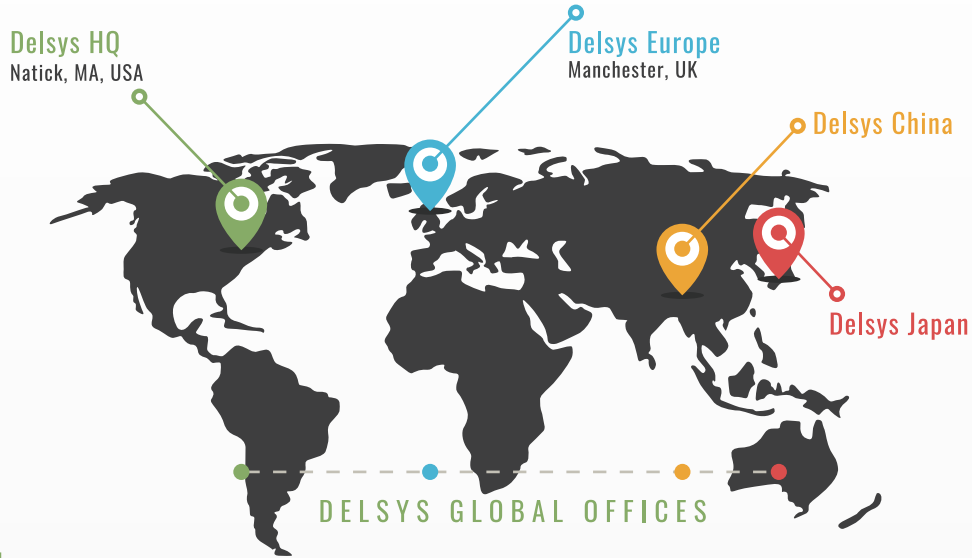 Delsys HQ
Natick, MA, USA
Delsys Europe
Manchester, UK
Delsys China
Delsys Japan
DELSYS GLOBAL OFFICES